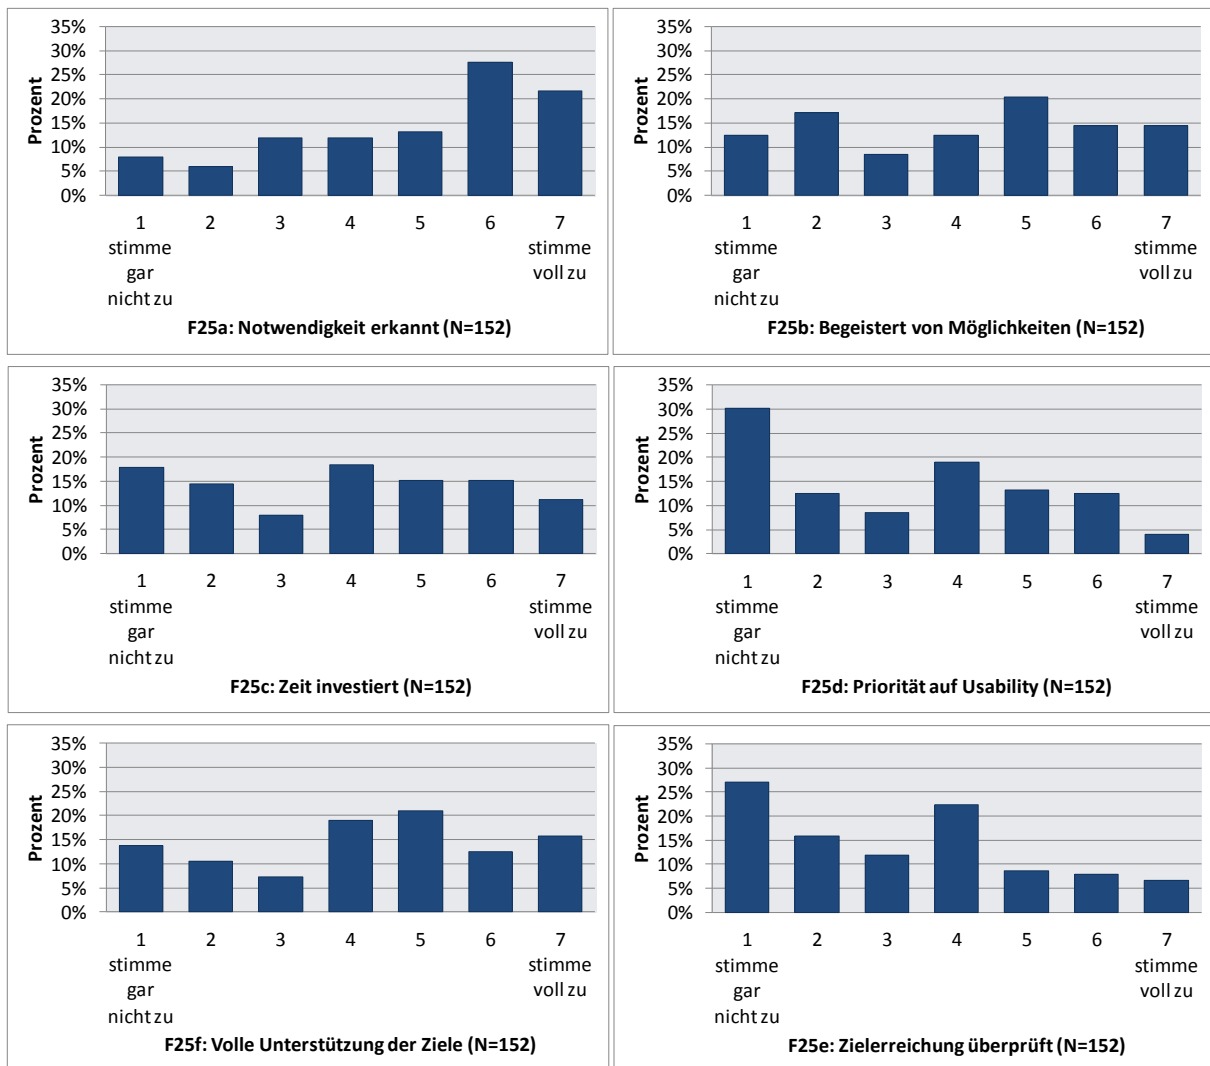 35%
30%
25%
20%
15%
10%
5%
0%
Prozent
1 2 3 4 5 6 7
stimme stimme
gar voll zu
nicht zu
F25a: Notwendigkeit erkannt (N=152)
35%
30%
25%
20%
15%
10%
5%
0%
Prozent
1 2 3 4 5 6 7
stimme stimme
gar voll zu
nicht zu
F25b: Begeistert von Möglichkeiten (N=152)
35%
30%
25%
20%
15%
10%
5%
0%
Prozent
1 2 3 4 5 6 7
stimme stimme
gar voll zu
nicht zu
F25c: Zeit investiert (N=152)
35%
30%
25%
20%
15%
10%
5%
0%
Prozent
1 2 3 4 5 6 7
stimme stimme
gar voll zu
nicht zu
F25d: Priorität auf Usability (N=152)
35%
30%
25%
20%
15%
10%
5%
0%
Prozent
1 2 3 4 5 6 7
stimme stimme
gar voll zu
nicht zu
F25f: Volle Unterstützung der Ziele (N=152)
35%
30%
25%
20%
15%
10%
5%
0%
Prozent
1 2 3 4 5 6 7
stimme stimme
gar voll zu
nicht zu
F25e: Zielerreichung überprüft (N=152)